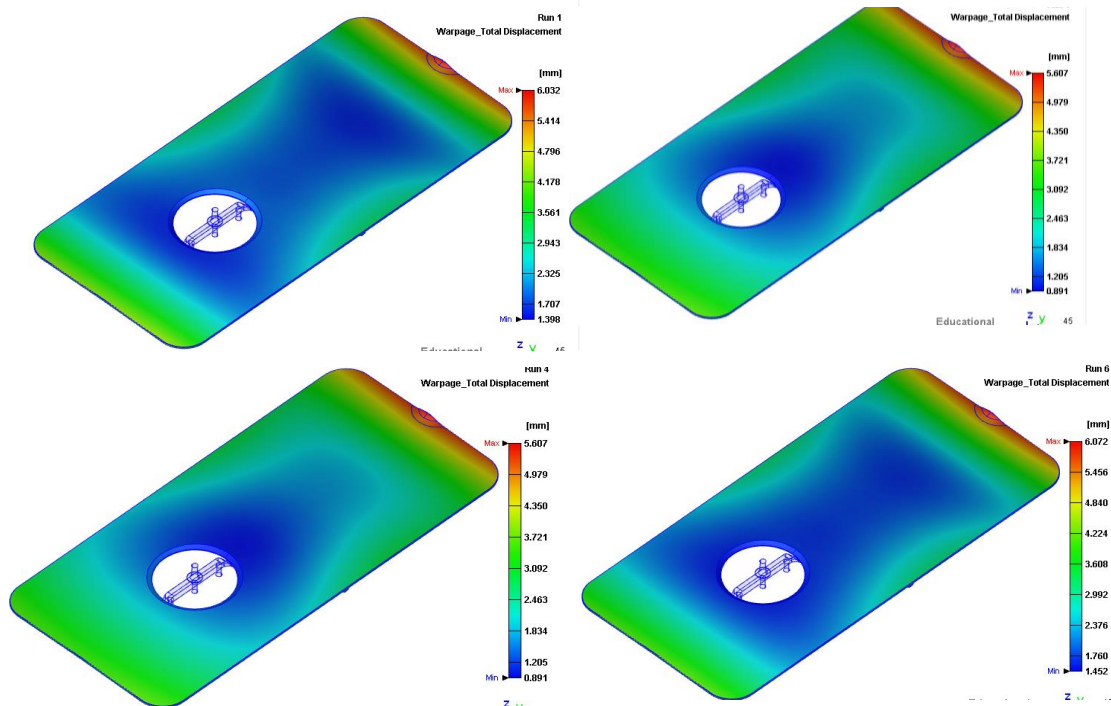 Run 1
Warpage_Total Displacement
[mm]
Max 6.032
5.414
4.796
4.178
3.561
2.943
2.325
1.707
Min 1.398
z y 45
Warpage_Total Displacement
[mm]
Max 5.607
4.979
4.350
3.721
3.092
2.463
1.834
1.205
Min 0.891
Educational z y 45
Run 4
Warpage_Total Displacement
[mm]
Max 5.607
4.979
4.350
3.721
3.092
2.463
1.834
1.205
Min 0.891
z
Run 6
Warpage_Total Displacement
[mm]
Max 6.072
5.456
4.840
4.224
3.608
2.992
2.376
1.760
Min 1.452
z y